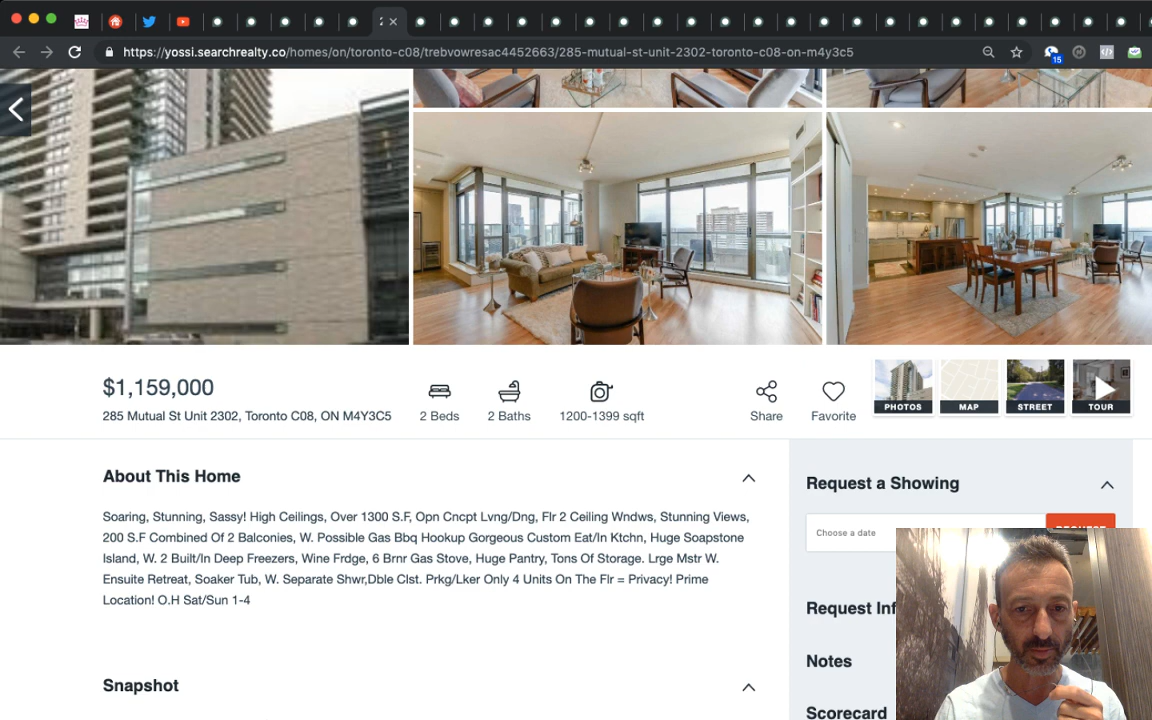 https://yossi.searchrealty.co/homes/on/toronto-c08/trebvowresac4452663/285-mutual-st-unit-2302-toronto-c08-on-m4y3c5
15
$1,159,000
285 Mutual St Unit 2302, Toronto C08, ON M4Y3C5
2 Beds
2 Baths
1200-1399 sqft
Share
Favorite
PHOTOS
MAP
STREET
TOUR
About This Home
Soaring, Stunning, Sassy! High Ceilings, Over 1300 S.F, Opn Cncpt Lvng/Dng, Flr 2 Ceiling Wndws, Stunning Views,
200 S.F Combined Of 2 Balconies, W. Possible Gas Bbq Hookup Gorgeous Custom Eat/In Ktchn, Huge Soapstone
Island, W. 2 Built/In Deep Freezers, Wine Frdge, 6 Brnr Gas Stove, Huge Pantry, Tons Of Storage. Lrge Mstr W.
Ensuite Retreat, Soaker Tub, W. Separate Shwr,Dble Clst. Prkg/Lker Only 4 Units On The Flr = Privacy! Prime
Location! O.H Sat/Sun 1-4
Snapshot
Request a Showing
Choose a date
REQUEST
Request Inf
Notes
Scorecard